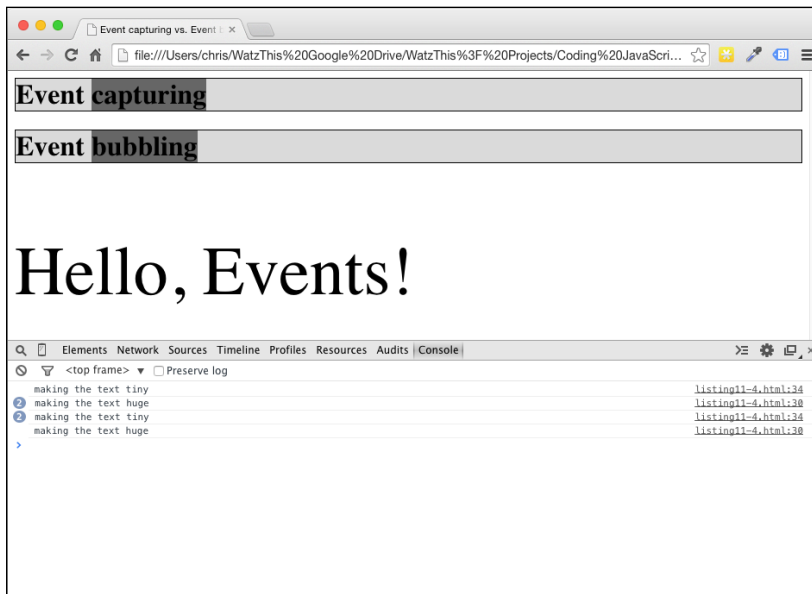 Event capturing vs. Event b
file:///Users/chris/WatzThis%20Google%20Drive/WatzThis%3F%20Projects/Coding%20JavaScri...
Event capturing
Event bubbling
Hello, Events!
Elements Network Sources Timeline Profiles Resources Audits Console
<top frame> Preserve log
making the text tiny listing11-4.html:34
2 making the text huge listing11-4.html:30
2 making the text tiny listing11-4.html:34
making the text huge listing11-4.html:30